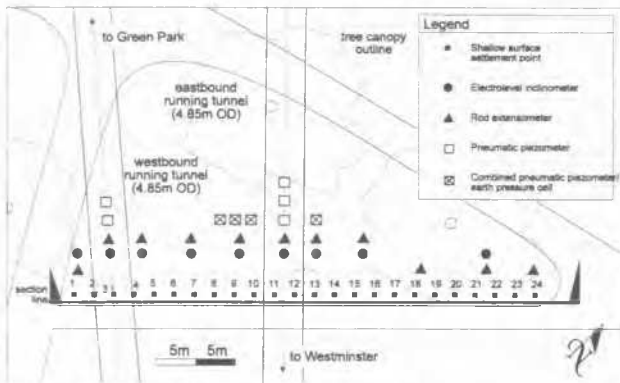 to Green Park
tree canopy
outline
eastbound
running tunnel
(4.85m OD)
westbound
running tunnel
(4.85m OD)
Legend
Shallow surface
settlement point
Electrolevel inclinometer
Rod extensometer
Pneumatic piezometer
Combined pneumatic piezometer/
earth pressure cell
1 2 3 4 5 6 7 8 9 10 11 12 13 14 15 16 17 18 19 20 21 22 23 24
section
line
5m 5m
to Westminster